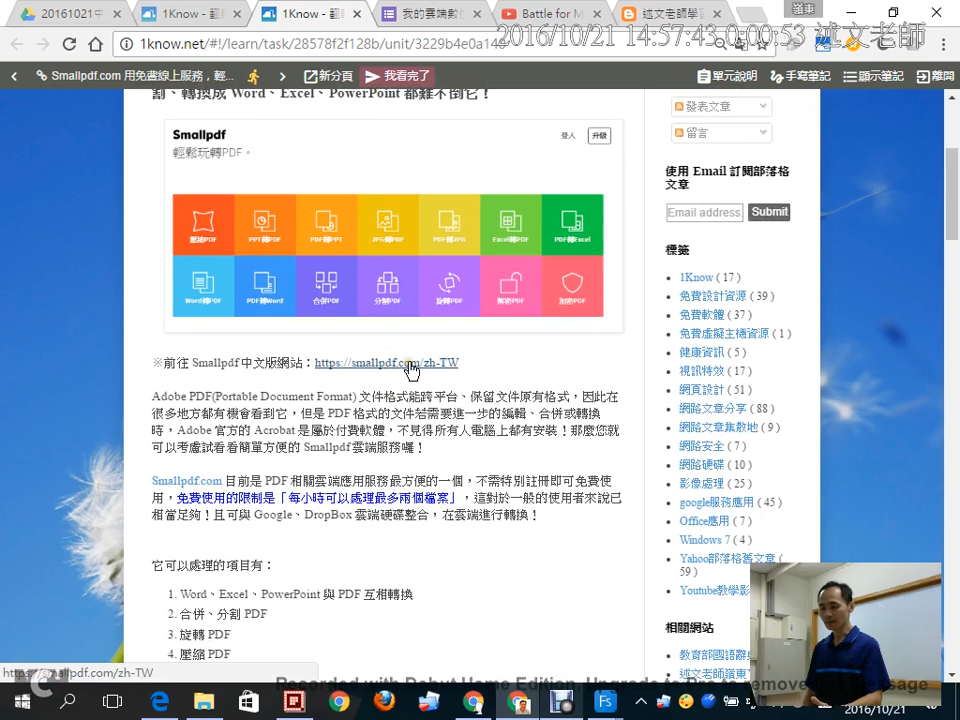 20161021中
1Know - 翻
1Know - 翻
我的雲端數
Battle for M
述文老師學
嶺東
1know.net/#!/learn/task/28578f2f128b/unit/3229b4e0a14
2016/10/21 14:57:43 0:00:53 述文老師
Smallpdf.com 用免費線上服務，輕...
新分頁
我看完了
單元說明
手寫筆記
顯示筆記
離開
割、轉換成 Word、Excel、PowerPoint 都難不倒它！
Smallpdf
輕鬆玩轉PDF。
登入
升級
壓縮PDF
PPT轉PDF
PDF轉PPT
JPG轉PDF
PDF轉JPG
Excel轉PDF
PDF轉Excel
Word轉PDF
PDF轉Word
合併PDF
分割PDF
旋轉PDF
解密PDF
加密PDF
※前往 Smallpdf 中文版網站：https://smallpdf.com/zh-TW
Adobe PDF(Portable Document Format) 文件格式能跨平台、保留文件原有格式，因此在
很多地方都有機會看到它，但是 PDF 格式的文件若需要進一步的編輯、合併或轉換
時，Adobe 官方的 Acrobat 是屬於付費軟體，不見得所有人電腦上都有安裝！那麼您就
可以考慮試看看簡單方便的 Smallpdf 雲端服務囉！
Smallpdf.com 目前是 PDF 相關雲端應用服務最方便的一個，不需特別註冊即可免費使
用，免費使用的限制是「每小時可以處理最多兩個檔案」，這對於一般的使用者來說已
相當足夠！且可與 Google、DropBox 雲端硬碟整合，在雲端進行轉換！
它可以處理的項目有：
1. Word、Excel、PowerPoint 與 PDF 互相轉換
2. 合併、分割 PDF
3. 旋轉 PDF
4. 壓縮 PDF
發表文章
留言
使用 Email 訂閱部落格
文章
Email address
Submit
標籤
1Know ( 17 )
免費設計資源 ( 39 )
免費軟體 ( 37 )
免費虛擬主機資源 ( 1 )
健康資訊 ( 5 )
視訊特效 ( 17 )
網頁設計 ( 51 )
網路文章分享 ( 88 )
網路文章集散地 ( 9 )
網路安全 ( 7 )
網路硬碟 ( 10 )
影像處理 ( 25 )
google服務應用 ( 45 )
Office應用 ( 7 )
Windows 7 ( 4 )
Yahoo部落格舊文章 (
59 )
Youtube教學影
相關網站
教育部國語辭
述文老師嶺東
https://smallpdf.com/zh-TW
Recorded with Debut Home Edition. Upgrade to Pro to remove this message
2016/10/21